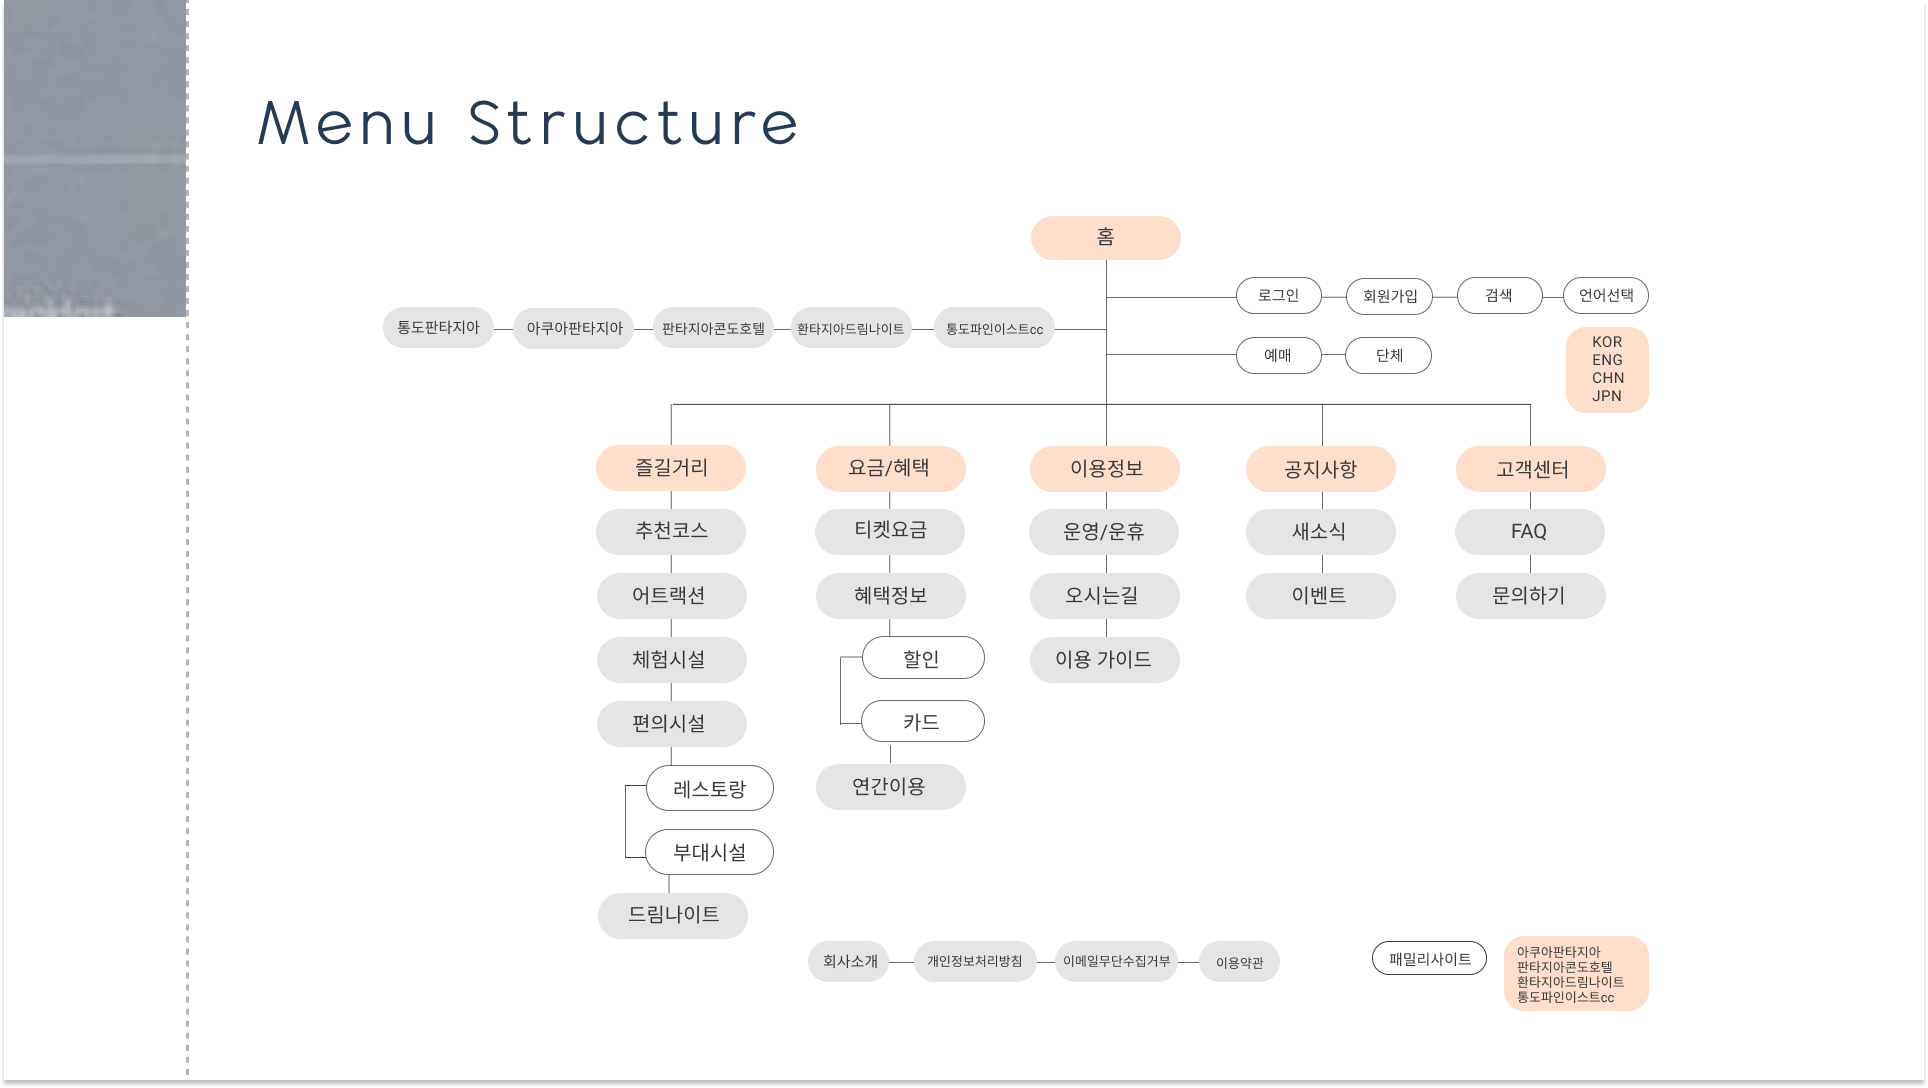 Menu Structure
홈
로그인
회원가입
검색
언어선택
통도판타지아
아쿠아판타지아
판타지아콘도호텔
환타지아드림나이트
통도파인이스트cc
예매
단체
KOR
ENG
CHN
JPN
즐길거리
추천코스
어트랙션
체험시설
편의시설
레스토랑
부대시설
드림나이트
요금/혜택
티켓요금
혜택정보
할인
카드
연간이용
이용정보
운영/운휴
오시는길
이용 가이드
공지사항
새소식
이벤트
고객센터
FAQ
문의하기
회사소개
개인정보처리방침
이메일무단수집거부
이용약관
패밀리사이트
아쿠아판타지아
판타지아콘도호텔
환타지아드림나이트
통도파인이스트cc